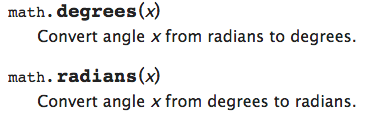 math.degrees(x)
Convert angle x from radians to degrees.
math.radians(x)
Convert angle x from degrees to radians.